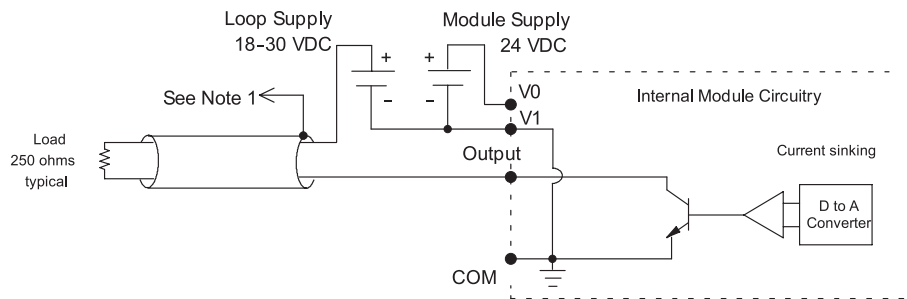 Loop Supply
18–30 VDC
Module Supply
24 VDC
+
–
+
–
See Note 1
V0
V1
Internal Module Circuitry
Load
250 ohms
typical
Output
Current sinking
D to A
Converter
COM